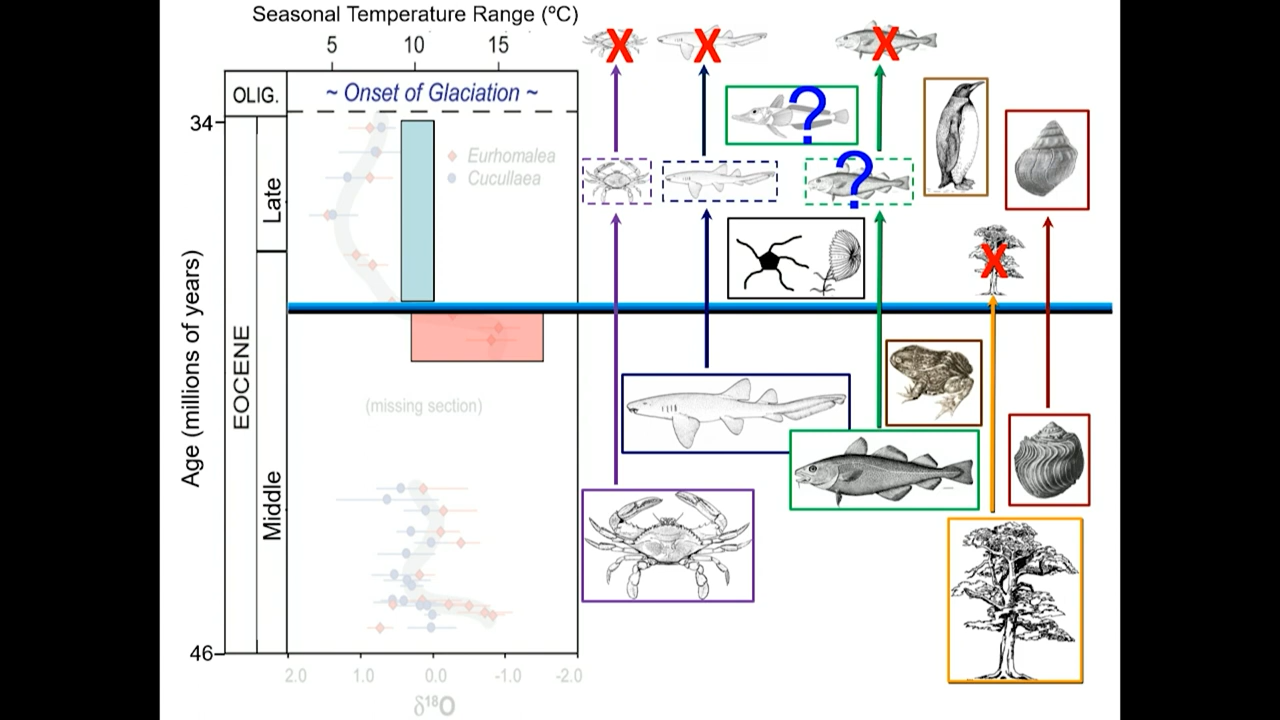 Seasonal Temperature Range (ºC)
5 10 15
X X X
OLIG. ~ Onset of Glaciation ~
34
Eurhomalea
Cucullaea
?
?
X
Late
Age (millions of years)
EOCENE
(missing section)
Middle
46
2.0 1.0 0.0 -1.0 -2.0
δ18O